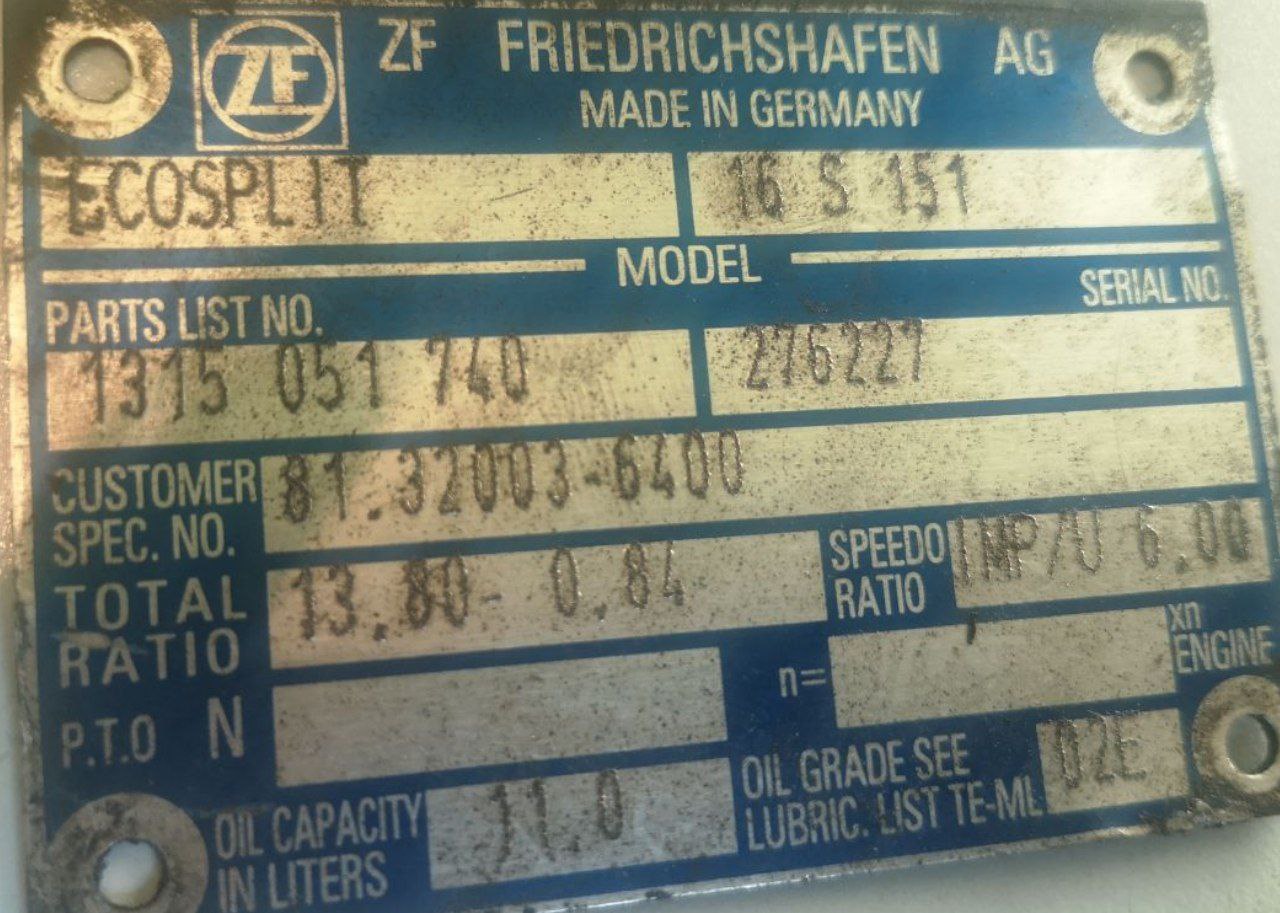 ZF ZF FRIEDRICHSHAFEN AG
MADE IN GERMANY
ECOSPLIT 16 S 151
MODEL
PARTS LIST NO. SERIAL NO.
1315 051 740 276227
CUSTOMER SPEC. NO. 81.32003-6400
TOTAL RATIO 13.80- 0.84 SPEEDO RATIO IMP/U 6.00
P.T.O N n= xn ENGINE
OIL CAPACITY IN LITERS 11.0 OIL GRADE SEE LUBRIC. LIST TE-ML 02E